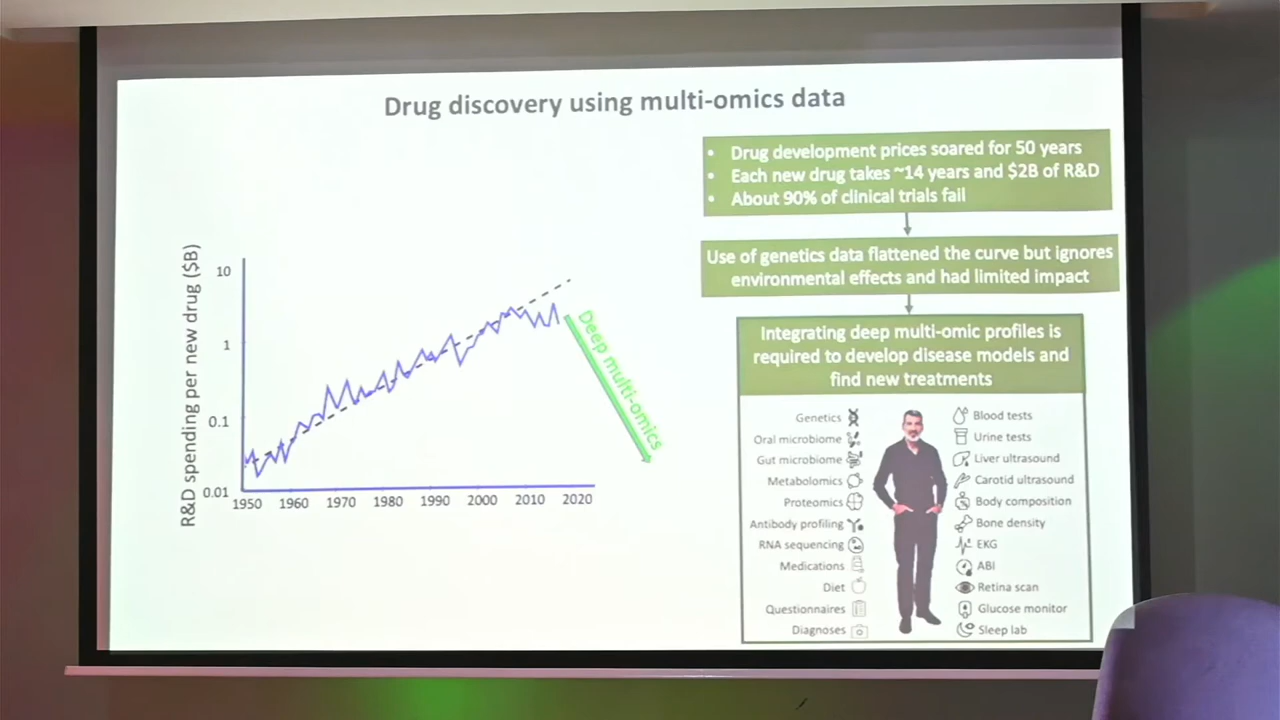 Drug discovery using multi-omics data
R&D spending per new drug ($B)
10
1
0.1
0.01
1950 1960 1970 1980 1990 2000 2010 2020
Deep multi-omics
• Drug development prices soared for 50 years
• Each new drug takes ~14 years and $2B of R&D
• About 90% of clinical trials fail
Use of genetics data flattened the curve but ignores
environmental effects and had limited impact
Integrating deep multi-omic profiles is
required to develop disease models and
find new treatments
Genetics
Oral microbiome
Gut microbiome
Metabolomics
Proteomics
Antibody profiling
RNA sequencing
Medications
Diet
Questionnaires
Diagnoses
Blood tests
Urine tests
Liver ultrasound
Carotid ultrasound
Body composition
Bone density
EKG
ABI
Retina scan
Glucose monitor
Sleep lab